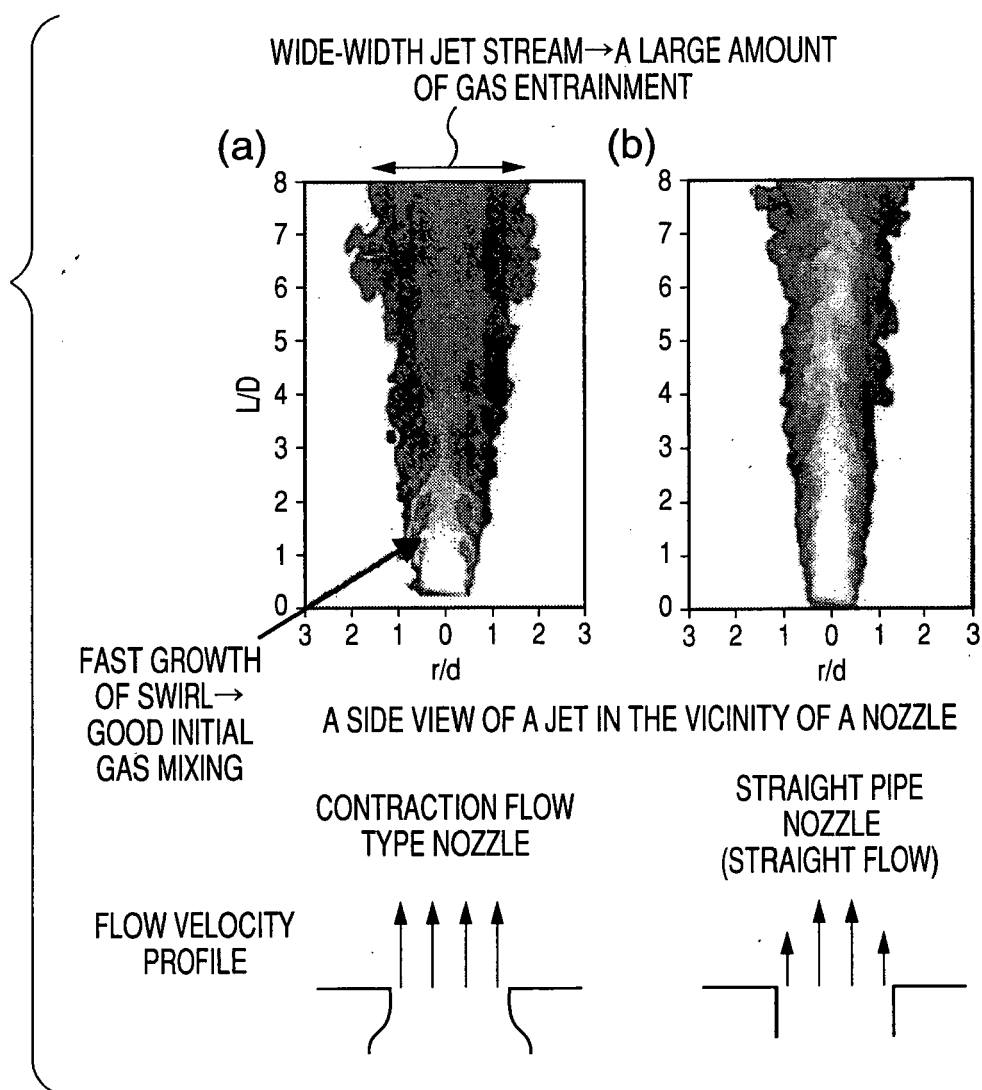 WIDE-WIDTH JET STREAM→A LARGE AMOUNT
OF GAS ENTRAINMENT
(a)
(b)
8
7
6
5
4
3
2
1
0
L/D
3 2 1 0 1 2 3
r/d
8
7
6
5
4
3
2
1
0
3 2 1 0 1 2 3
r/d
FAST GROWTH
OF SWIRL→
GOOD INITIAL
GAS MIXING
A SIDE VIEW OF A JET IN THE VICINITY OF A NOZZLE
CONTRACTION FLOW
TYPE NOZZLE
STRAIGHT PIPE
NOZZLE
(STRAIGHT FLOW)
FLOW VELOCITY
PROFILE